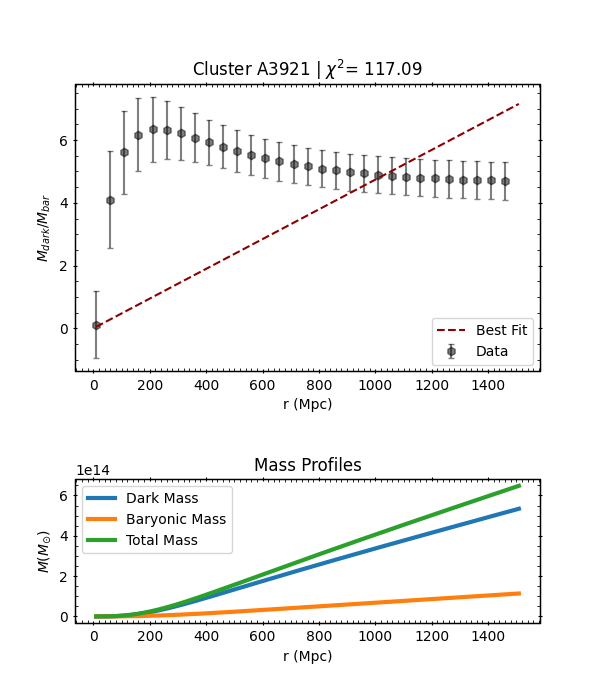 Cluster A3921 | χ²= 117.09
6
4
2
0
M_dark/M_bar
Best Fit
Data
0 200 400 600 800 1000 1200 1400
r (Mpc)
Mass Profiles
1e14
6
4
2
0
M(M⊙)
Dark Mass
Baryonic Mass
Total Mass
0 200 400 600 800 1000 1200 1400
r (Mpc)